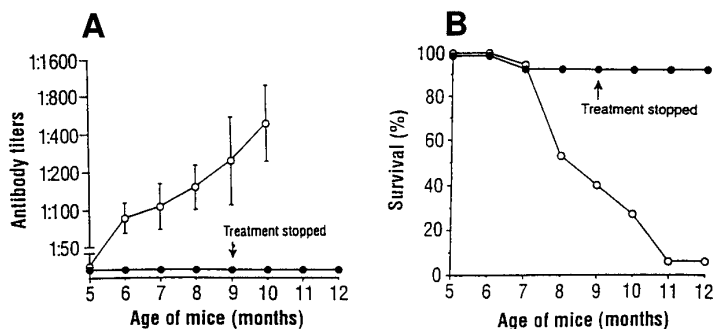 A
Antibody titers
1:1600
1:800
1:400
1:200
1:100
1:50
Treatment stopped
5 6 7 8 9 10 11 12
Age of mice (months)
B
Survival (%)
100
80
60
40
20
0
Treatment stopped
5 6 7 8 9 10 11 12
Age of mice (months)